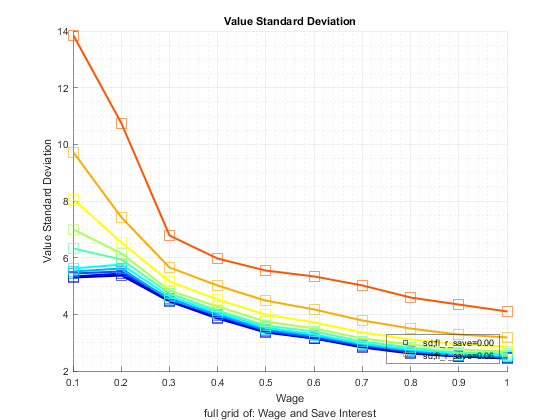 Value Standard Deviation
14
12
10
8
6
4
2
Value Standard Deviation
sd;fi_r_save=0.00
sd;fi_r_save=0.06
0.1 0.2 0.3 0.4 0.5 0.6 0.7 0.8 0.9 1
Wage
full grid of: Wage and Save Interest